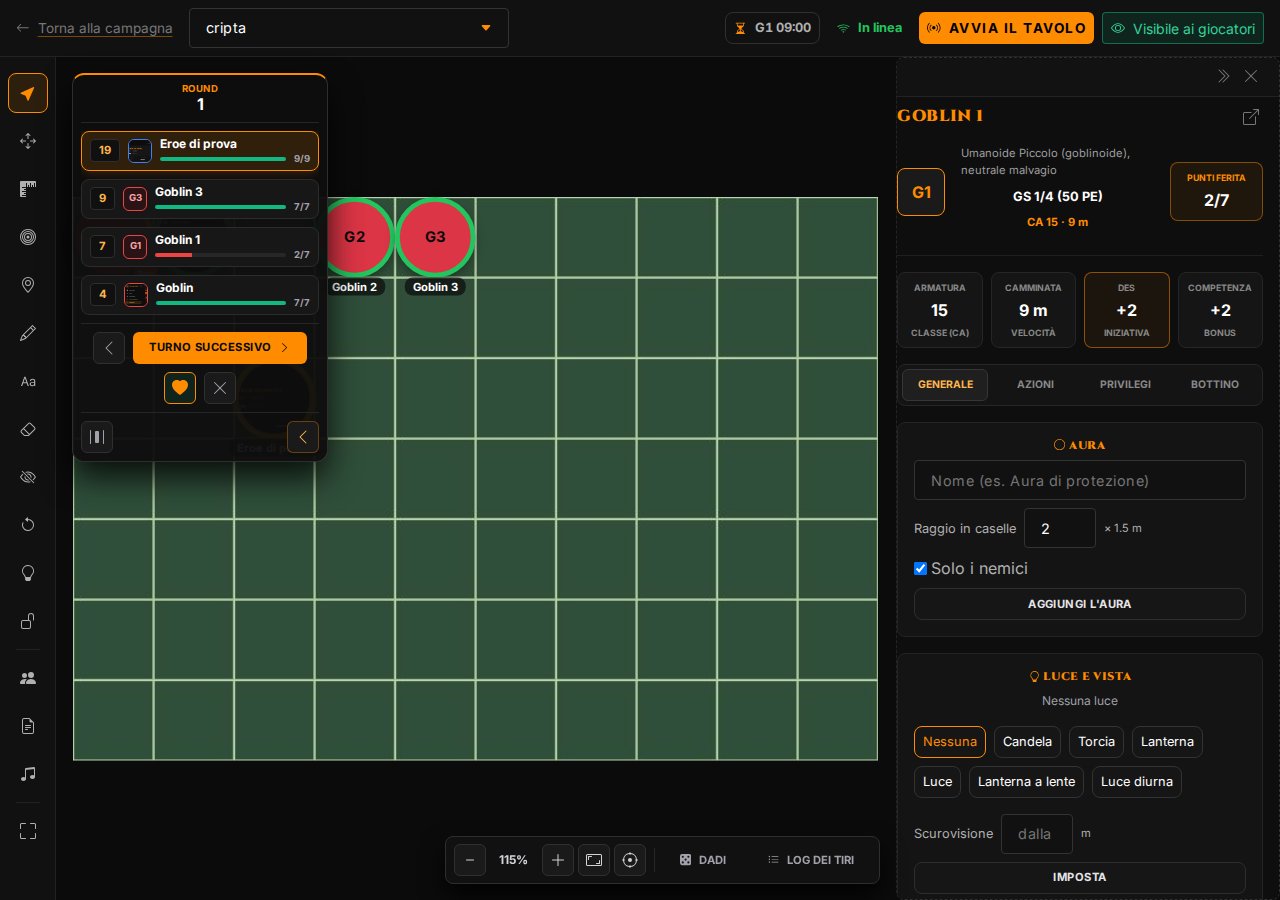 Torna alla campagna
cripta
G1 09:00
In linea
AVVIA IL TAVOLO
Visibile ai giocatori
ROUND
1
19
Eroe di prova
9/9
9
G3
Goblin 3
7/7
7
G1
Goblin 1
2/7
4
Goblin
7/7
TURNO SUCCESSIVO
G2
G3
Goblin 2
Goblin 3
Aa
115%
DADI
LOG DEI TIRI
GOBLIN 1
G1
Umanoide Piccolo (goblinoide),
neutrale malvagio
GS 1/4 (50 PE)
CA 15 · 9 m
PUNTI FERITA
2/7
ARMATURA
15
CLASSE (CA)
CAMMINATA
9 m
VELOCITÀ
DES
+2
INIZIATIVA
COMPETENZA
+2
BONUS
GENERALE
AZIONI
PRIVILEGI
BOTTINO
AURA
Nome (es. Aura di protezione)
Raggio in caselle
2
× 1.5 m
Solo i nemici
AGGIUNGI L'AURA
LUCE E VISTA
Nessuna luce
Nessuna
Candela
Torcia
Lanterna
Luce
Lanterna a lente
Luce diurna
Scurovisione
dalla
m
IMPOSTA